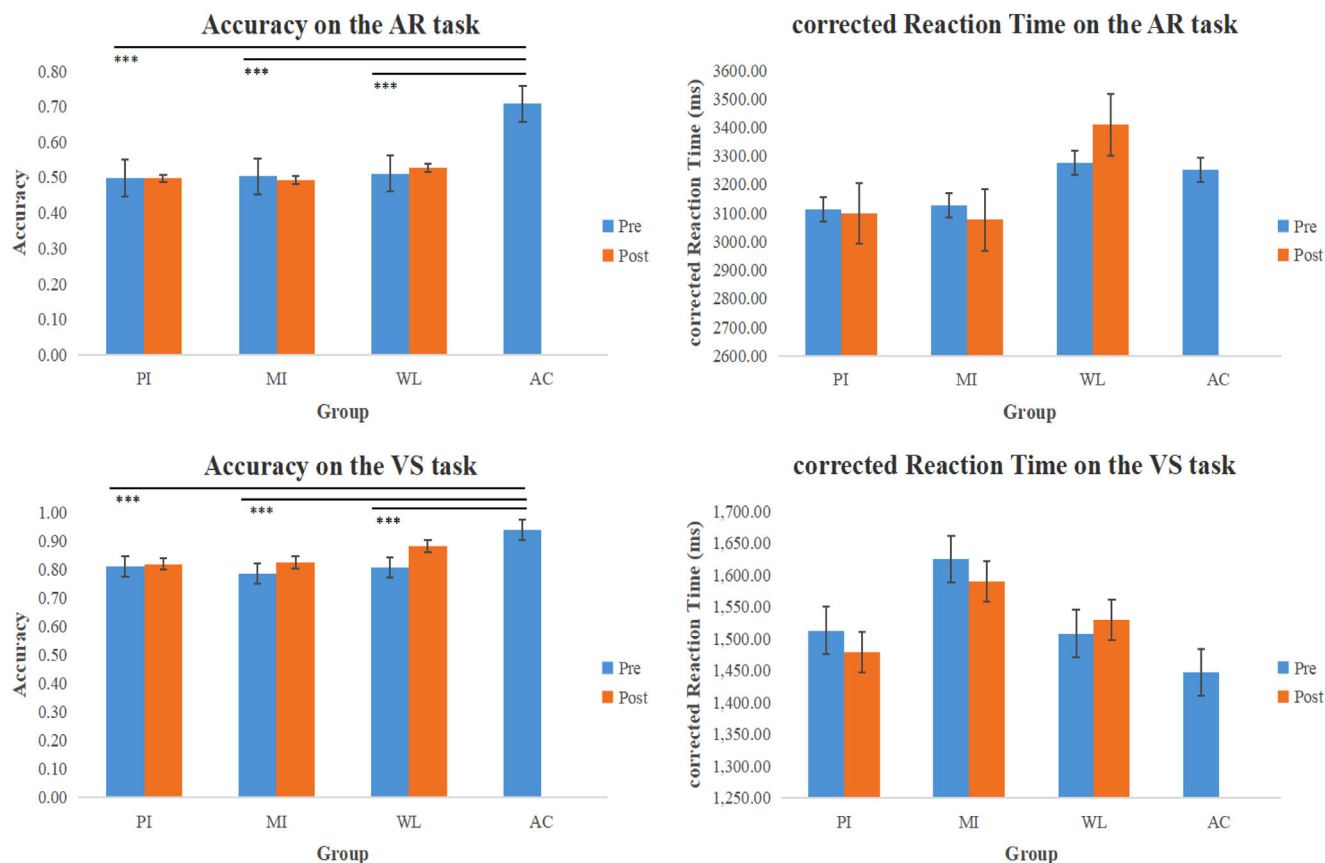 Accuracy on the AR task
***
***
***
0.80
0.70
0.60
0.50
0.40
0.30
0.20
0.10
0.00
Accuracy
PI
MI
WL
AC
Group
Pre
Post
corrected Reaction Time on the AR task
3600.00
3500.00
3400.00
3300.00
3200.00
3100.00
3000.00
2900.00
2800.00
2700.00
2600.00
corrected Reaction Time (ms)
PI
MI
WL
AC
Group
Pre
Post
Accuracy on the VS task
***
***
***
1.00
0.90
0.80
0.70
0.60
0.50
0.40
0.30
0.20
0.10
0.00
Accuracy
PI
MI
WL
AC
Group
Pre
Post
corrected Reaction Time on the VS task
1,700.00
1,650.00
1,600.00
1,550.00
1,500.00
1,450.00
1,400.00
1,350.00
1,300.00
1,250.00
corrected Reaction Time (ms)
PI
MI
WL
AC
Group
Pre
Post